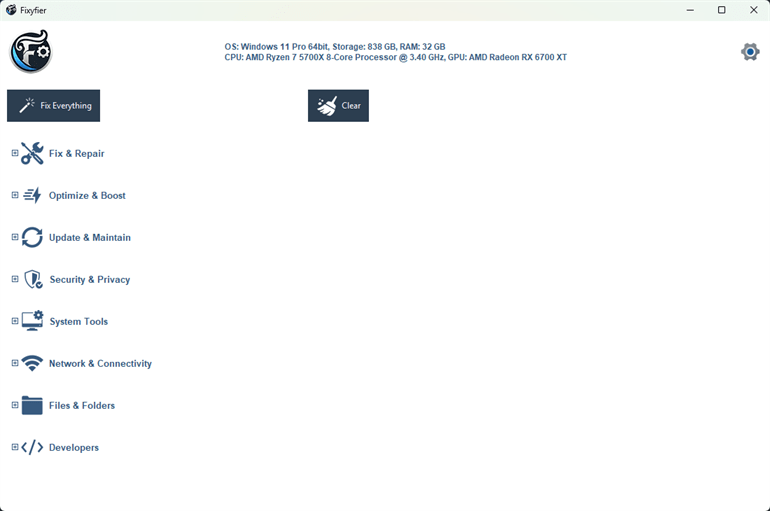 Fixyfier
OS: Windows 11 Pro 64bit, Storage: 838 GB, RAM: 32 GB
CPU: AMD Ryzen 7 5700X 8-Core Processor @ 3.40 GHz, GPU: AMD Radeon RX 6700 XT
Fix Everything
Clear
Fix & Repair
Optimize & Boost
Update & Maintain
Security & Privacy
System Tools
Network & Connectivity
Files & Folders
Developers